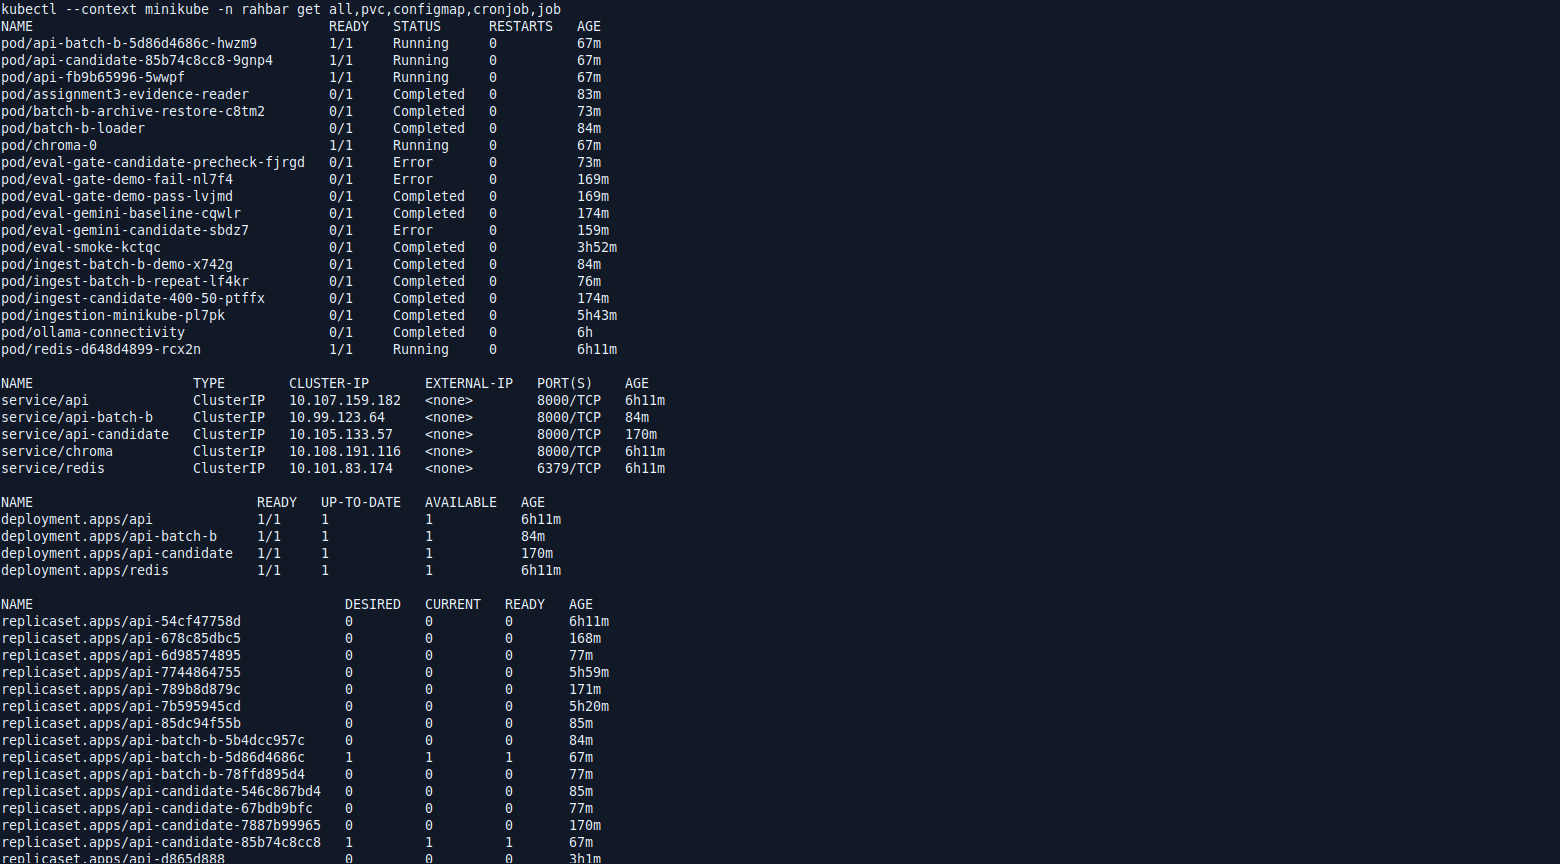 kubectl --context minikube -n rahbar get all,pvc,configmap,cronjob,job
NAME READY STATUS RESTARTS AGE
pod/api-batch-b-5d86d4686c-hwzm9 1/1 Running 0 67m
pod/api-candidate-85b74c8cc8-9gnp4 1/1 Running 0 67m
pod/api-fb9b65996-5wwpf 1/1 Running 0 67m
pod/assignment3-evidence-reader 0/1 Completed 0 83m
pod/batch-b-archive-restore-c8tm2 0/1 Completed 0 73m
pod/batch-b-loader 0/1 Completed 0 84m
pod/chroma-0 1/1 Running 0 67m
pod/eval-gate-candidate-precheck-fjrgd 0/1 Error 0 73m
pod/eval-gate-demo-fail-nl7f4 0/1 Error 0 169m
pod/eval-gate-demo-pass-lvjmd 0/1 Completed 0 169m
pod/eval-gemini-baseline-cqwlr 0/1 Completed 0 174m
pod/eval-gemini-candidate-sbdz7 0/1 Error 0 159m
pod/eval-smoke-kctqc 0/1 Completed 0 3h52m
pod/ingest-batch-b-demo-x742g 0/1 Completed 0 84m
pod/ingest-batch-b-repeat-lf4kr 0/1 Completed 0 76m
pod/ingest-candidate-400-50-ptffx 0/1 Completed 0 174m
pod/ingestion-minikube-pl7pk 0/1 Completed 0 5h43m
pod/ollama-connectivity 0/1 Completed 0 6h
pod/redis-d648d4899-rcx2n 1/1 Running 0 6h11m
NAME TYPE CLUSTER-IP EXTERNAL-IP PORT(S) AGE
service/api ClusterIP 10.107.159.182 <none> 8000/TCP 6h11m
service/api-batch-b ClusterIP 10.99.123.64 <none> 8000/TCP 84m
service/api-candidate ClusterIP 10.105.133.57 <none> 8000/TCP 170m
service/chroma ClusterIP 10.108.191.116 <none> 8000/TCP 6h11m
service/redis ClusterIP 10.101.83.174 <none> 6379/TCP 6h11m
NAME READY UP-TO-DATE AVAILABLE AGE
deployment.apps/api 1/1 1 1 6h11m
deployment.apps/api-batch-b 1/1 1 1 84m
deployment.apps/api-candidate 1/1 1 1 170m
deployment.apps/redis 1/1 1 1 6h11m
NAME DESIRED CURRENT READY AGE
replicaset.apps/api-54cf47758d 0 0 0 6h11m
replicaset.apps/api-678c85dbc5 0 0 0 168m
replicaset.apps/api-6d98574895 0 0 0 77m
replicaset.apps/api-7744864755 0 0 0 5h59m
replicaset.apps/api-789b8d879c 0 0 0 171m
replicaset.apps/api-7b595945cd 0 0 0 5h20m
replicaset.apps/api-85dc94f55b 0 0 0 85m
replicaset.apps/api-batch-b-5b4dcc957c 0 0 0 84m
replicaset.apps/api-batch-b-5d86d4686c 1 1 1 67m
replicaset.apps/api-batch-b-78ffd895d4 0 0 0 77m
replicaset.apps/api-candidate-546c867bd4 0 0 0 85m
replicaset.apps/api-candidate-67bdb9bfc 0 0 0 77m
replicaset.apps/api-candidate-7887b99965 0 0 0 170m
replicaset.apps/api-candidate-85b74c8cc8 1 1 1 67m
replicaset.apps/api-d865d888 0 0 0 3h1m